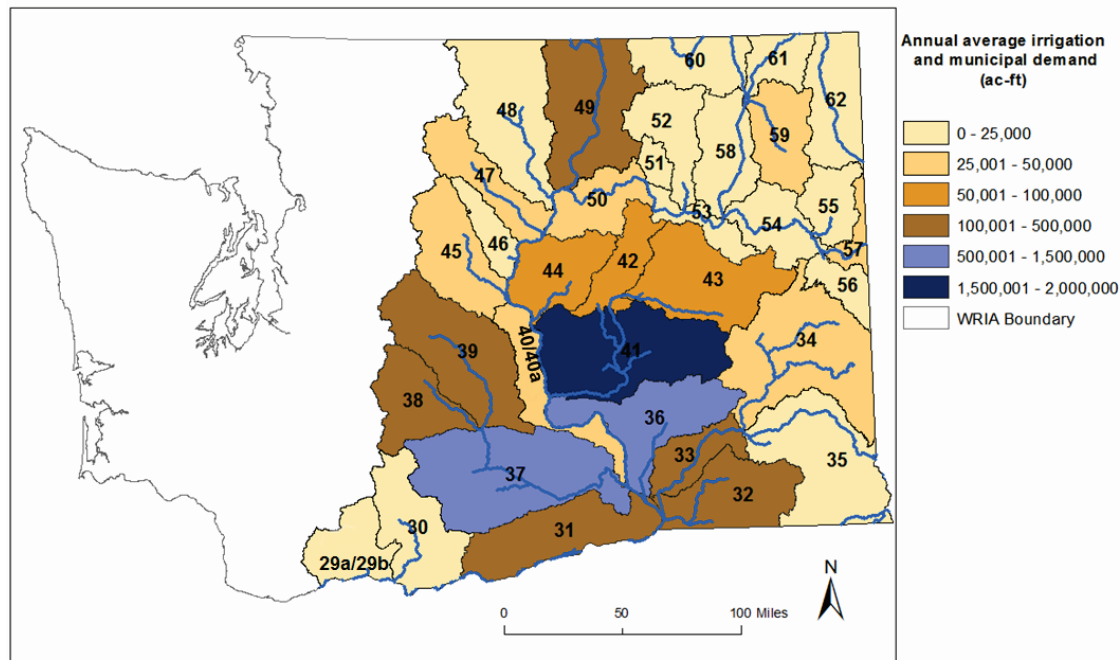 Annual average irrigation
and municipal demand
(ac-ft)
0 - 25,000
25,001 - 50,000
50,001 - 100,000
100,001 - 500,000
500,001 - 1,500,000
1,500,001 - 2,000,000
WRIA Boundary
60
61
62
48
49
52
59
51
58
47
50
53
54
55
57
45
46
44
42
43
56
40/40a
41
34
39
38
36
37
33
35
32
31
30
29a/29b
N
0
50
100 Miles